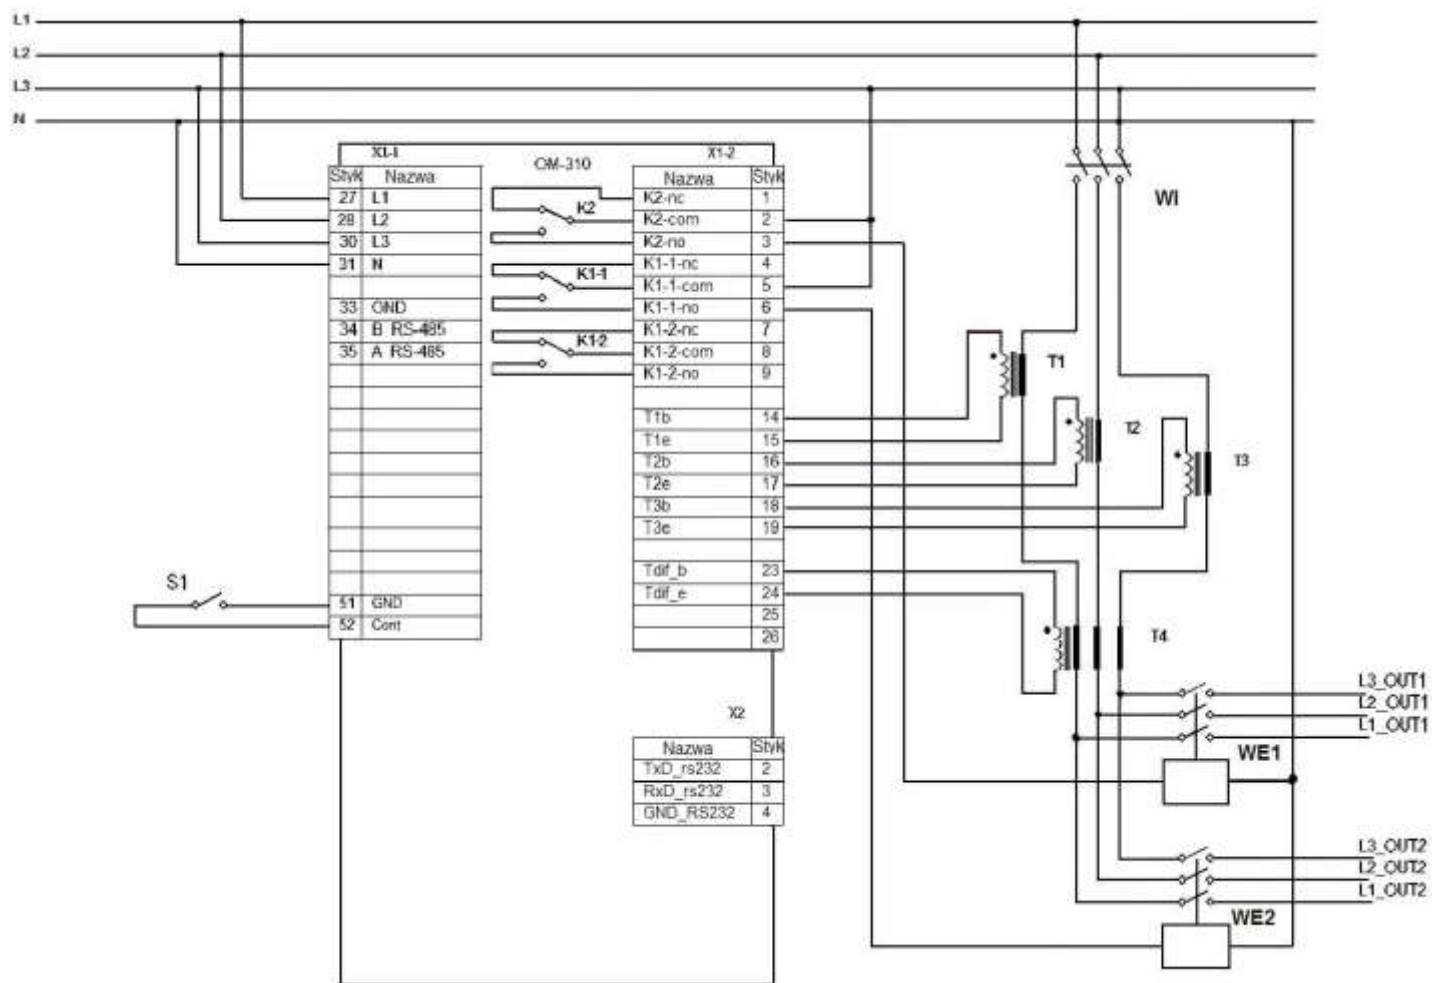 L1
L2
L3
N
X1-1
OM-310
X1-2
Styk Nazwa
27 L1
28 L2
30 L3
31 N
33 GND
34 B RS-485
35 A RS-485
51 GND
52 Cont
S1
K2
K1-1
K1-2
Nazwa Styk
K2-nc 1
K2-com 2
K2-no 3
K1-1-nc 4
K1-1-com 5
K1-1-no 6
K1-2-nc 7
K1-2-com 8
K1-2-no 9
T1b 14
T1e 15
T2b 16
T2e 17
T3b 18
T3e 19
Tdif_b 23
Tdif_e 24
25
26
X2
Nazwa Styk
TxD_rs232 2
RxD_rs232 3
GND_RS232 4
WI
T1
T2
T3
T4
L3_OUT1
L2_OUT1
L1_OUT1
WE1
L3_OUT2
L2_OUT2
L1_OUT2
WE2